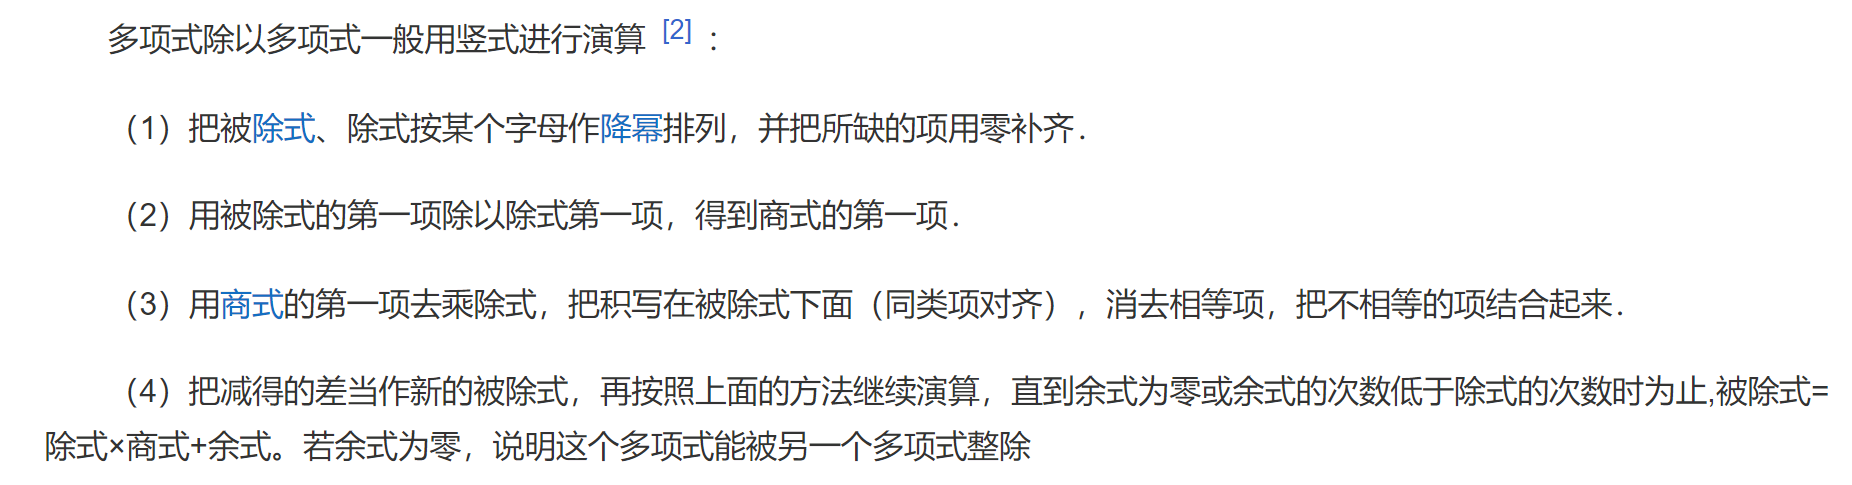 多项式除以多项式一般用竖式进行演算 [2] ：
（1）把被除式、除式按某个字母作降幂排列，并把所缺的项用零补齐．
（2）用被除式的第一项除以除式第一项，得到商式的第一项．
（3）用商式的第一项去乘除式，把积写在被除式下面（同类项对齐），消去相等项，把不相等的项结合起来．
（4）把减得的差当作新的被除式，再按照上面的方法继续演算，直到余式为零或余式的次数低于除式的次数时为止,被除式=
除式×商式+余式。若余式为零，说明这个多项式能被另一个多项式整除